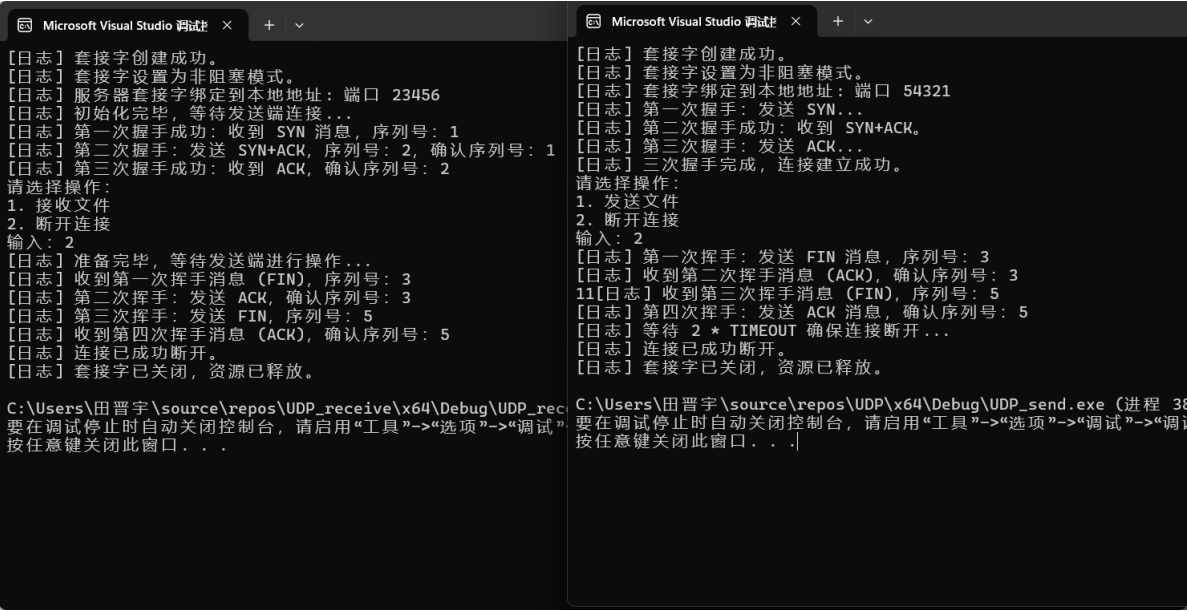 Microsoft Visual Studio 调试控
[日志] 套接字创建成功。
[日志] 套接字设置为非阻塞模式。
[日志] 服务器套接字绑定到本地地址: 端口 23456
[日志] 初始化完毕，等待发送端连接...
[日志] 第一次握手成功: 收到 SYN 消息，序列号: 1
[日志] 第二次握手: 发送 SYN+ACK，序列号: 2，确认序列号: 1
[日志] 第三次握手成功: 收到 ACK，确认序列号: 2
请选择操作:
1. 接收文件
2. 断开连接
输入: 2
[日志] 准备完毕，等待发送端进行操作...
[日志] 收到第一次挥手消息 (FIN)，序列号: 3
[日志] 第二次挥手: 发送 ACK，确认序列号: 3
[日志] 第三次挥手: 发送 FIN，序列号: 5
[日志] 收到第四次挥手消息 (ACK)，确认序列号: 5
[日志] 连接已成功断开。
[日志] 套接字已关闭，资源已释放。
C:\Users\田晋宇\source\repos\UDP_receive\x64\Debug\UDP_rec
要在调试停止时自动关闭控制台，请启用“工具”->“选项”->“调试”-
按任意键关闭此窗口. . .
Microsoft Visual Studio 调试控
[日志] 套接字创建成功。
[日志] 套接字设置为非阻塞模式。
[日志] 套接字绑定到本地地址: 端口 54321
[日志] 第一次握手: 发送 SYN...
[日志] 第二次握手成功: 收到 SYN+ACK。
[日志] 第三次握手: 发送 ACK...
[日志] 三次握手完成，连接建立成功。
请选择操作:
1. 发送文件
2. 断开连接
输入: 2
[日志] 第一次挥手: 发送 FIN 消息，序列号: 3
[日志] 收到第二次挥手消息 (ACK)，确认序列号: 3
11[日志] 收到第三次挥手消息 (FIN)，序列号: 5
[日志] 第四次挥手: 发送 ACK 消息，确认序列号: 5
[日志] 等待 2 * TIMEOUT 确保连接断开...
[日志] 连接已成功断开。
[日志] 套接字已关闭，资源已释放。
C:\Users\田晋宇\source\repos\UDP\x64\Debug\UDP_send.exe (进程 38
要在调试停止时自动关闭控制台，请启用“工具”->“选项”->“调试”->“调
按任意键关闭此窗口. . .